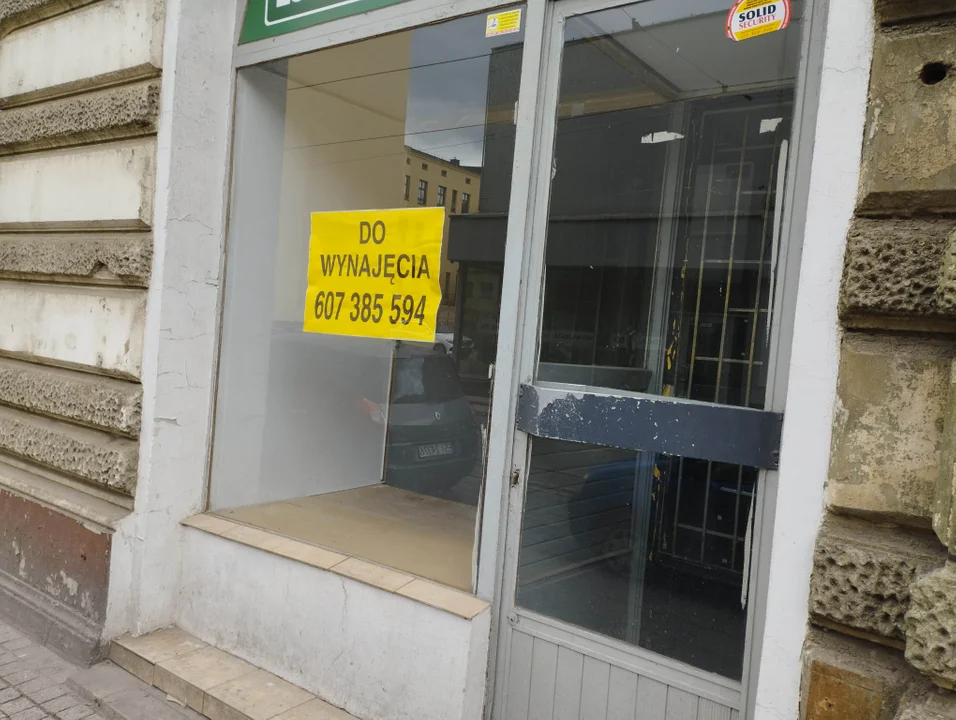 SOLID
SECURITY
DO
WYNAJĘCIA
607 385 594